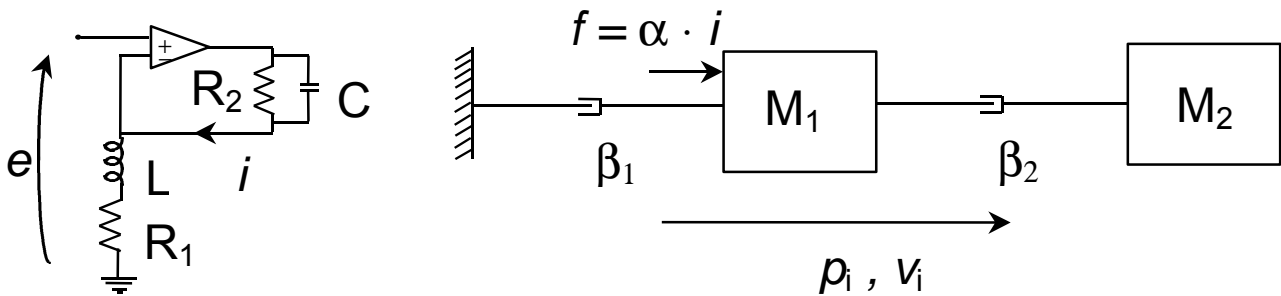 f = α · i
+
−
R₂
C
M₁
M₂
e
L
i
β₁
β₂
R₁
pᵢ , vᵢ